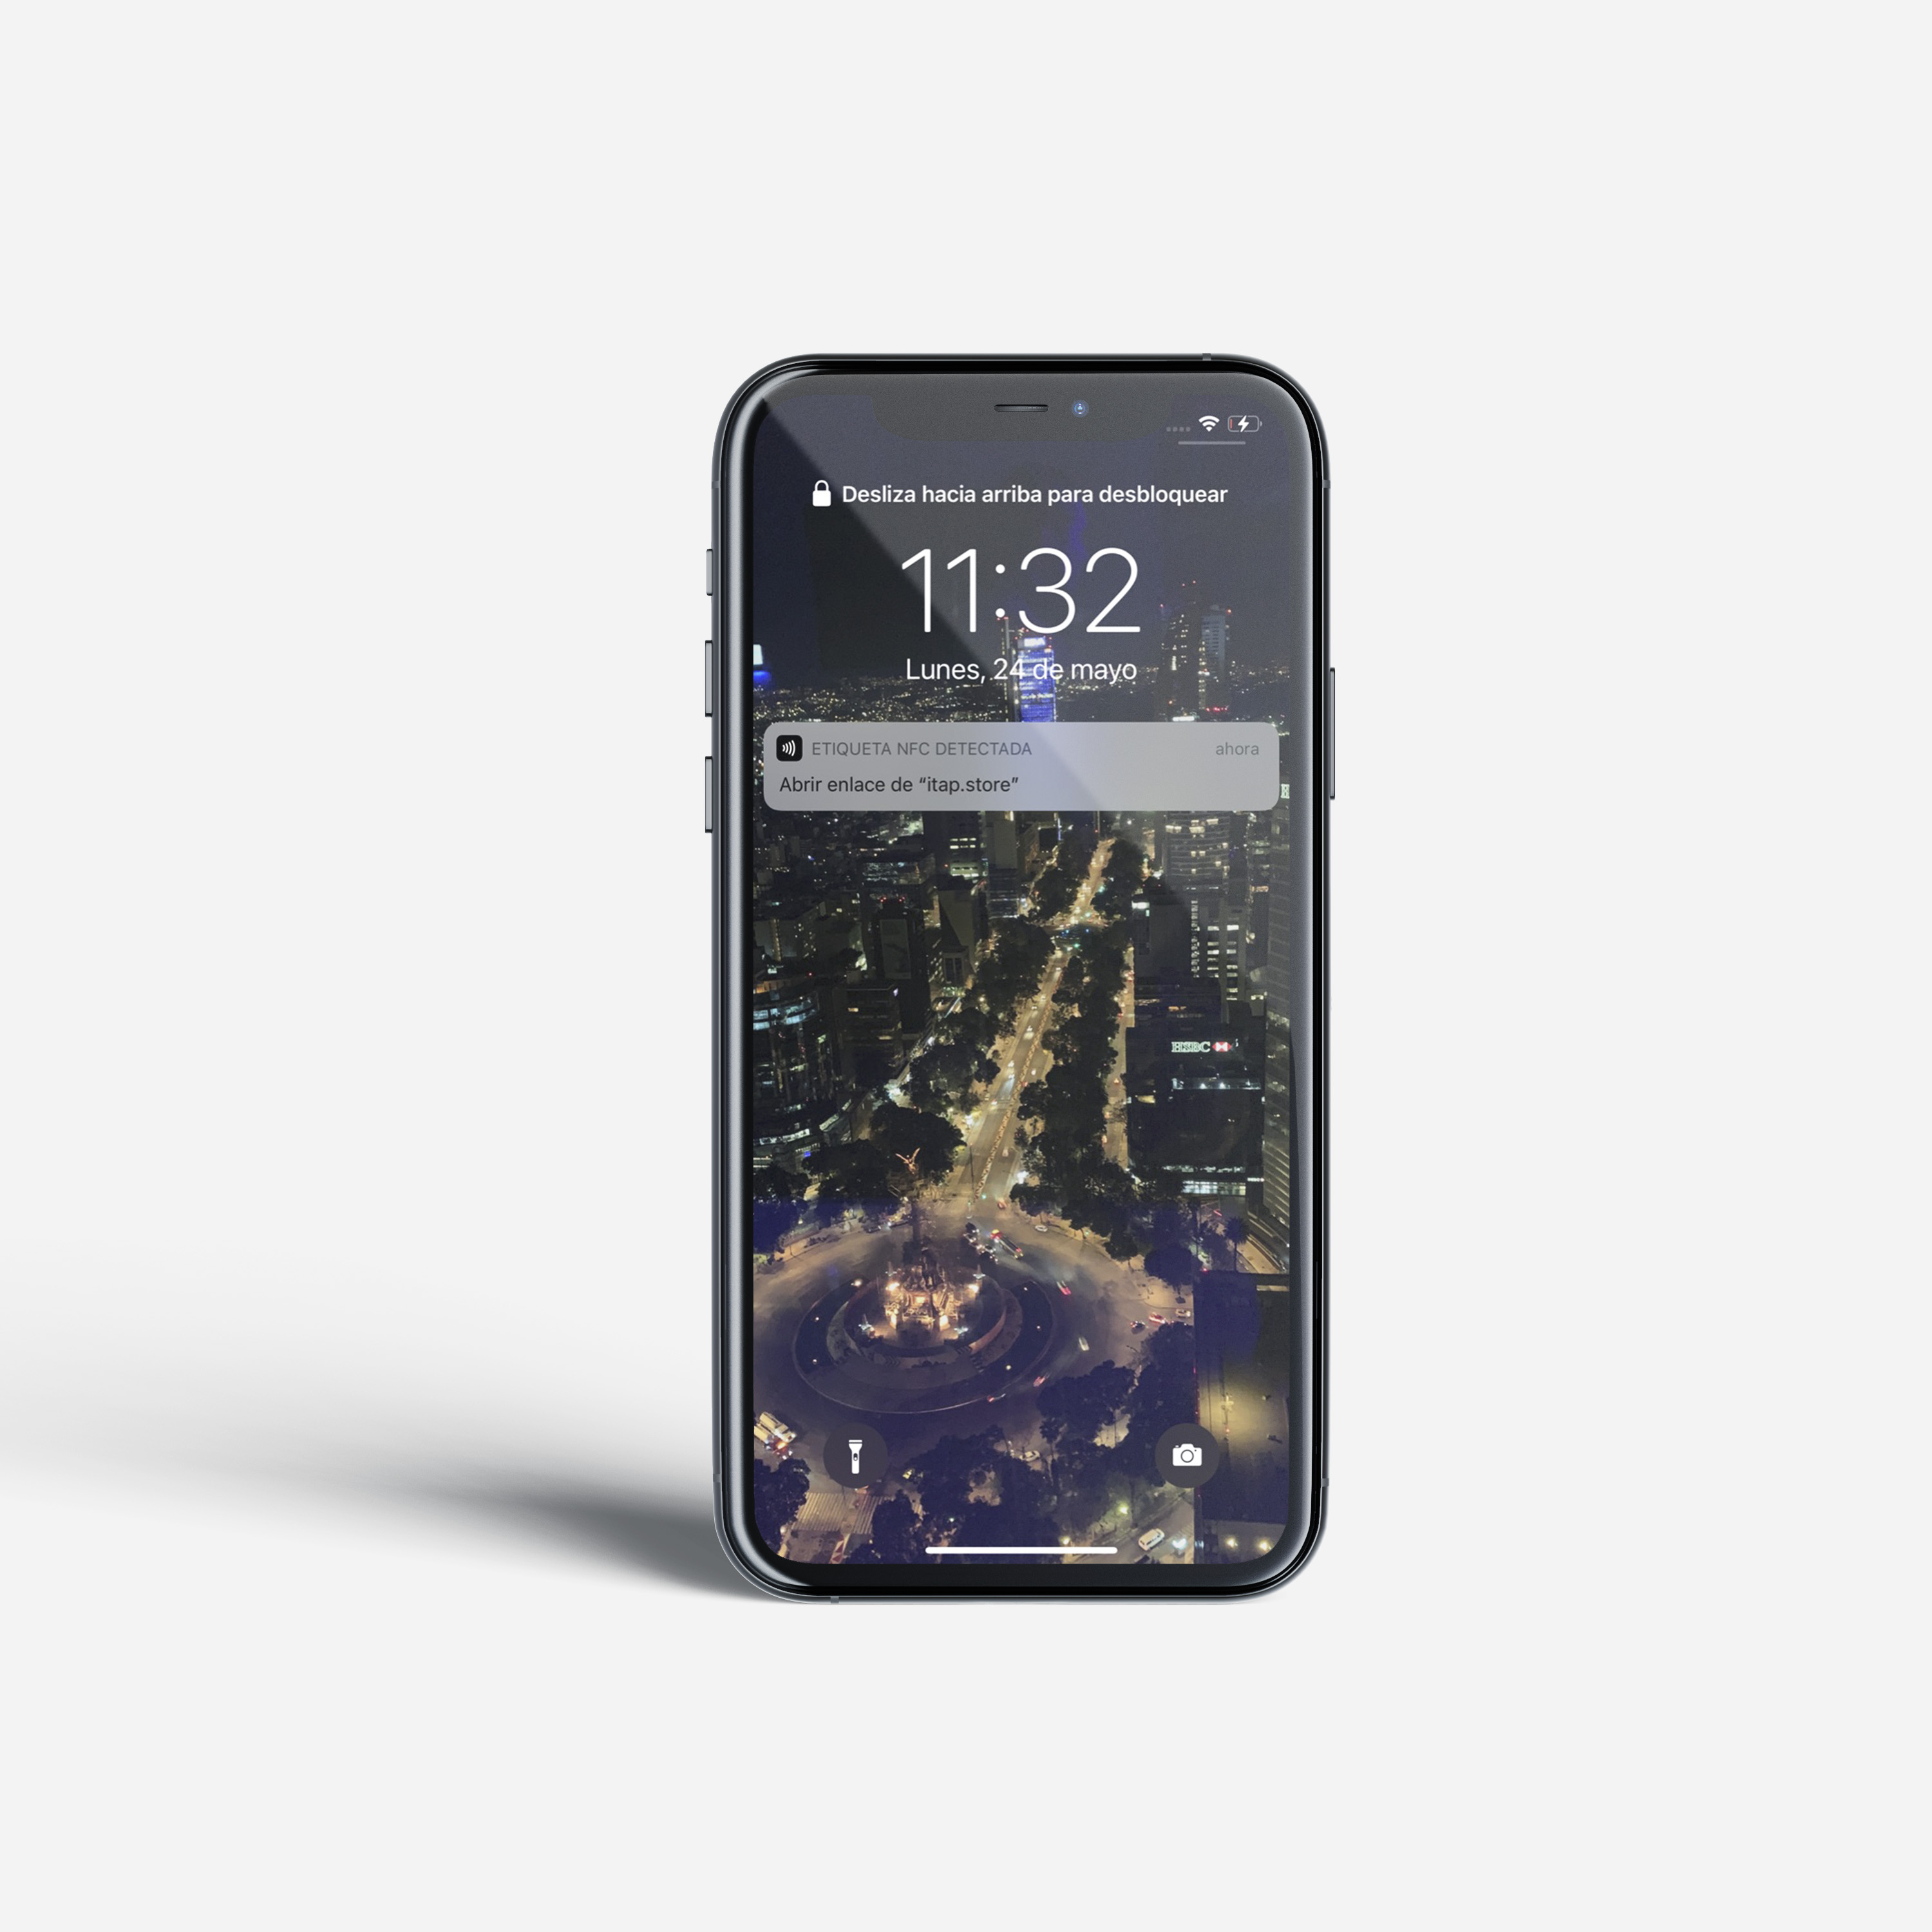 Desliza hacia arriba para desbloquear
11:32
Lunes, 24 de mayo
ETIQUETA NFC DETECTADA ahora
Abrir enlace de “itap.store”
HSBC